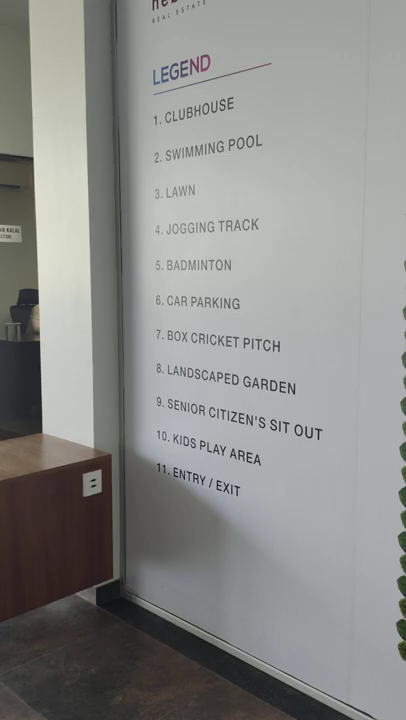 REAL ESTATE
LEGEND
1. CLUBHOUSE
2. SWIMMING POOL
3. LAWN
4. JOGGING TRACK
5. BADMINTON
6. CAR PARKING
7. BOX CRICKET PITCH
8. LANDSCAPED GARDEN
9. SENIOR CITIZEN'S SIT OUT
10. KIDS PLAY AREA
11. ENTRY / EXIT